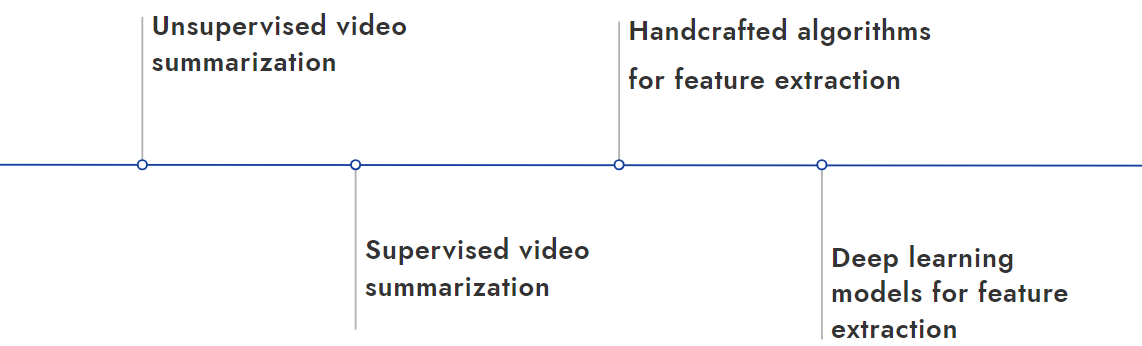 Unsupervised video
summarization
Supervised video
summarization
Handcrafted algorithms
for feature extraction
Deep learning
models for feature
extraction